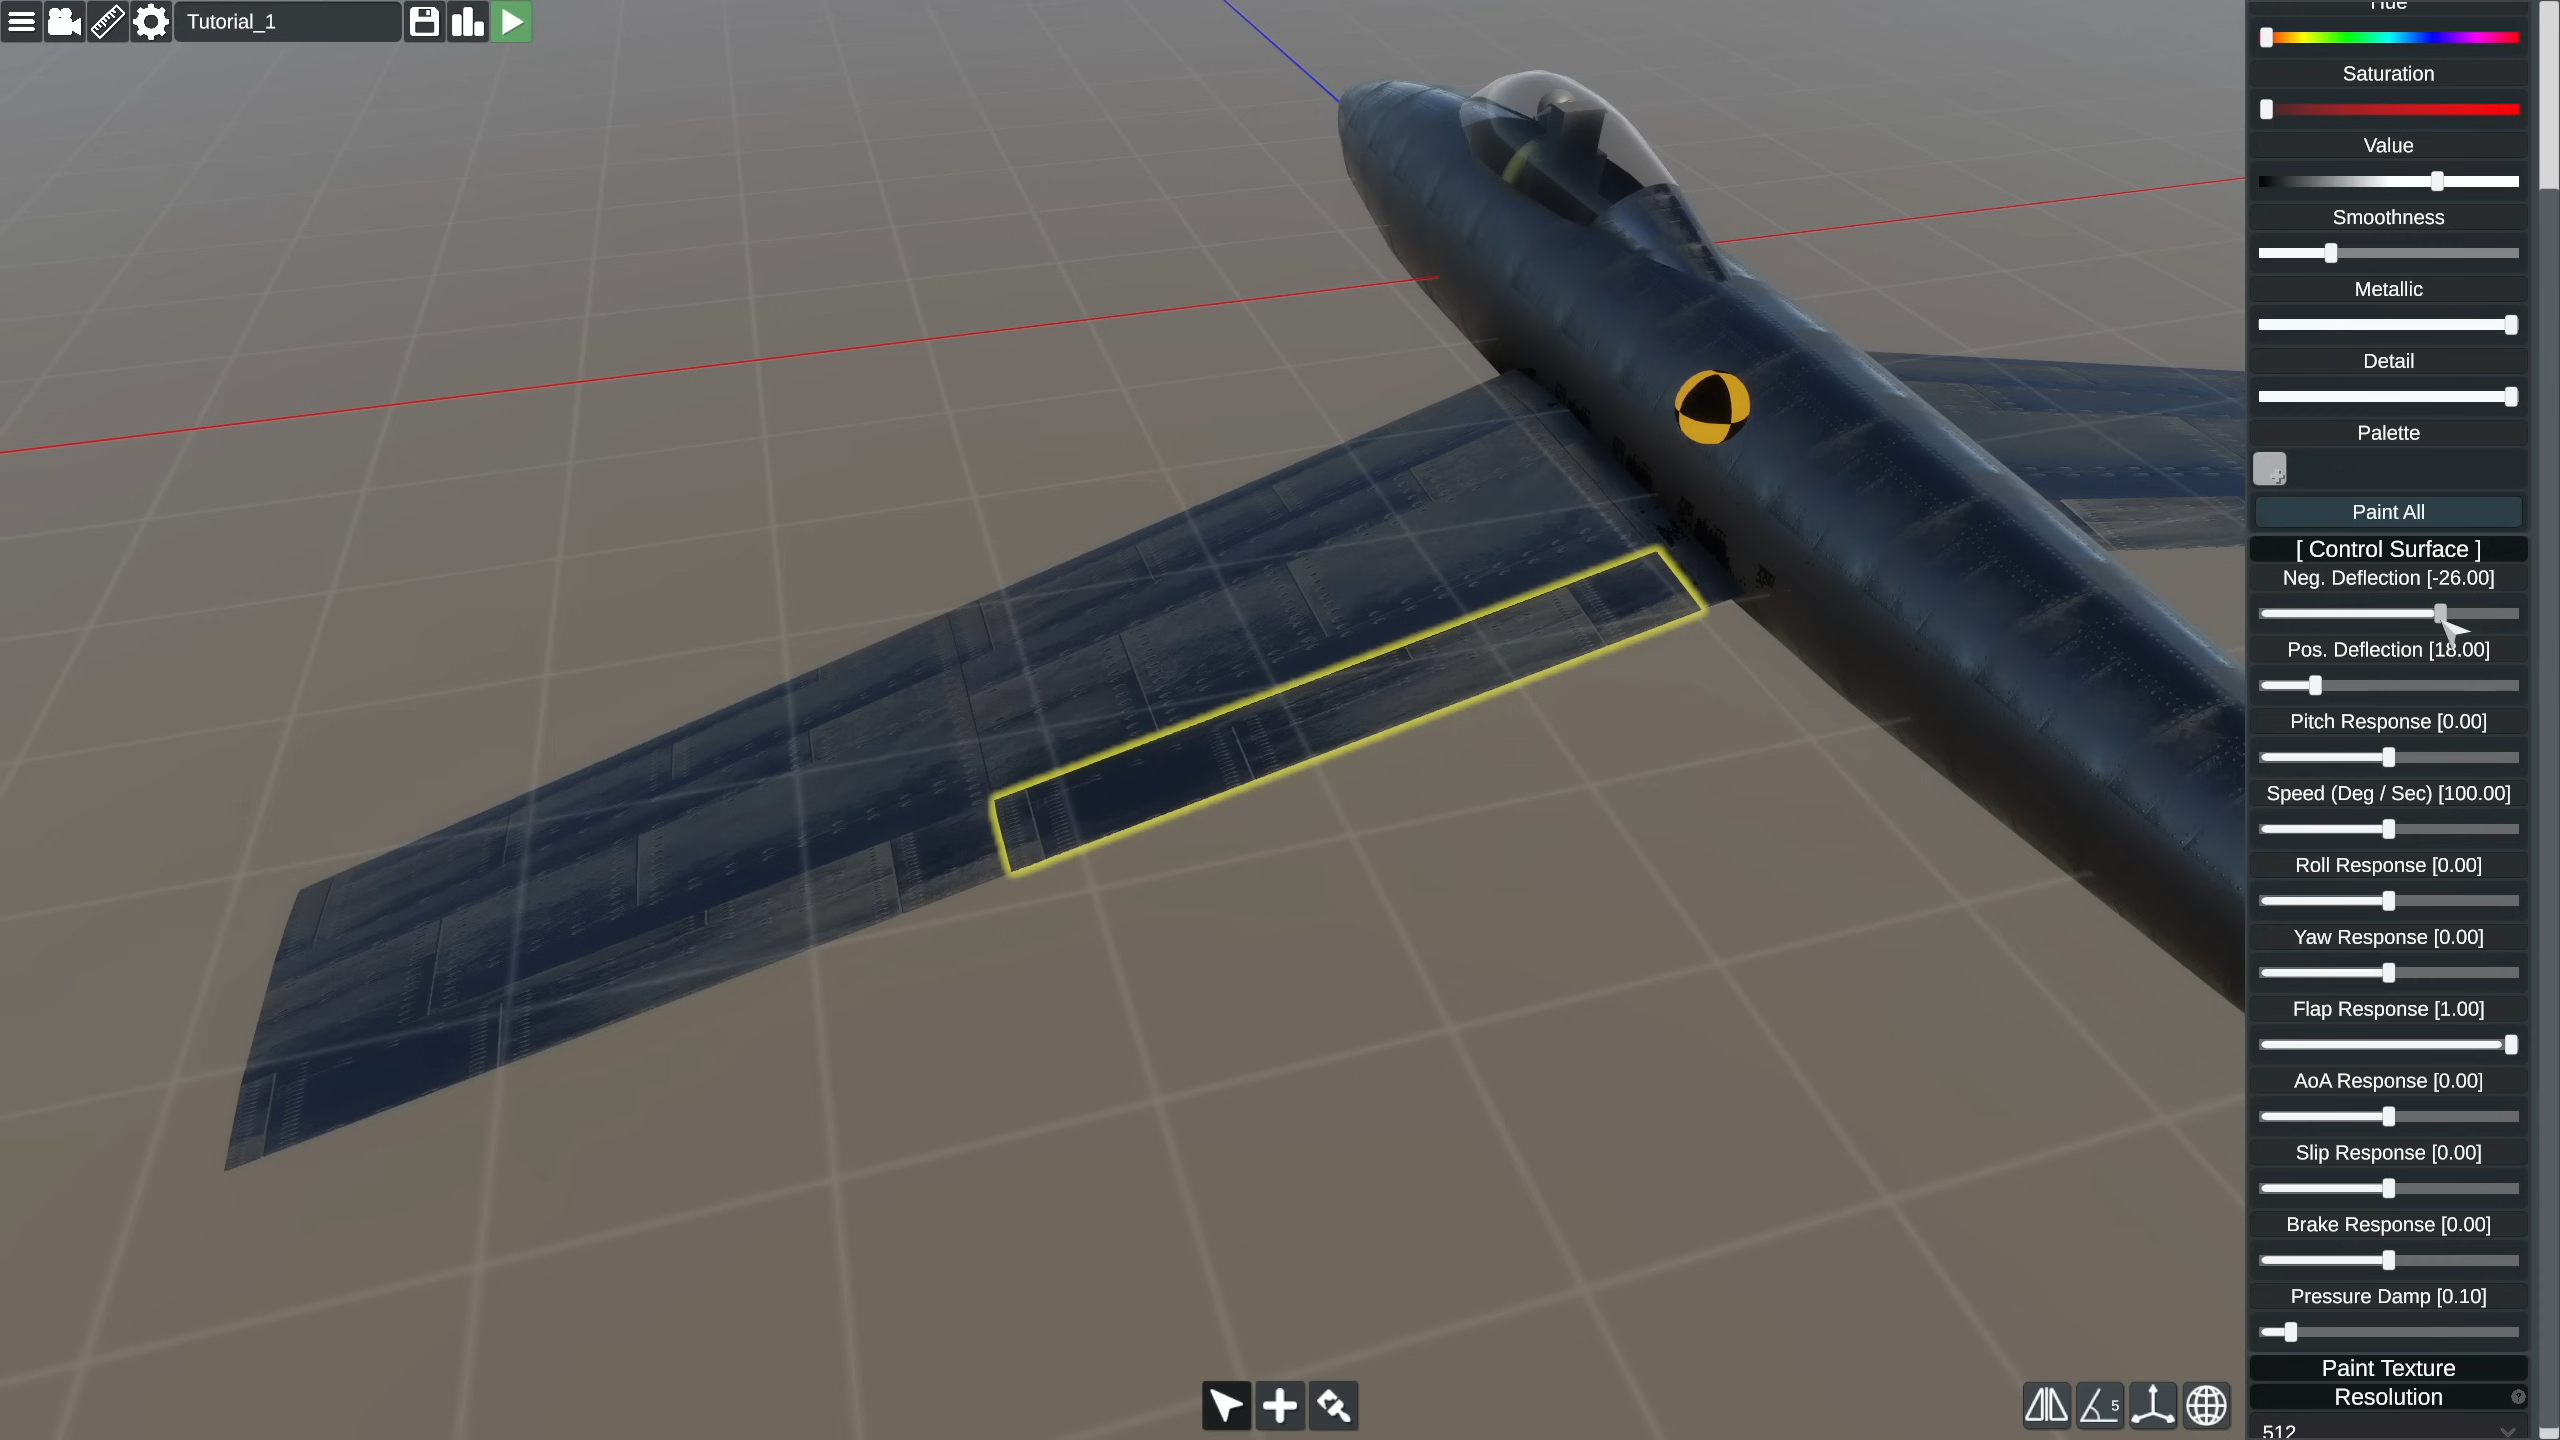 Tutorial_1
Hue
Saturation
Value
Smoothness
Metallic
Detail
Palette
Paint All
[ Control Surface ]
Neg. Deflection [-26.00]
Pos. Deflection [18.00]
Pitch Response [0.00]
Speed (Deg / Sec) [100.00]
Roll Response [0.00]
Yaw Response [0.00]
Flap Response [1.00]
AoA Response [0.00]
Slip Response [0.00]
Brake Response [0.00]
Pressure Damp [0.10]
Paint Texture
Resolution
512
5